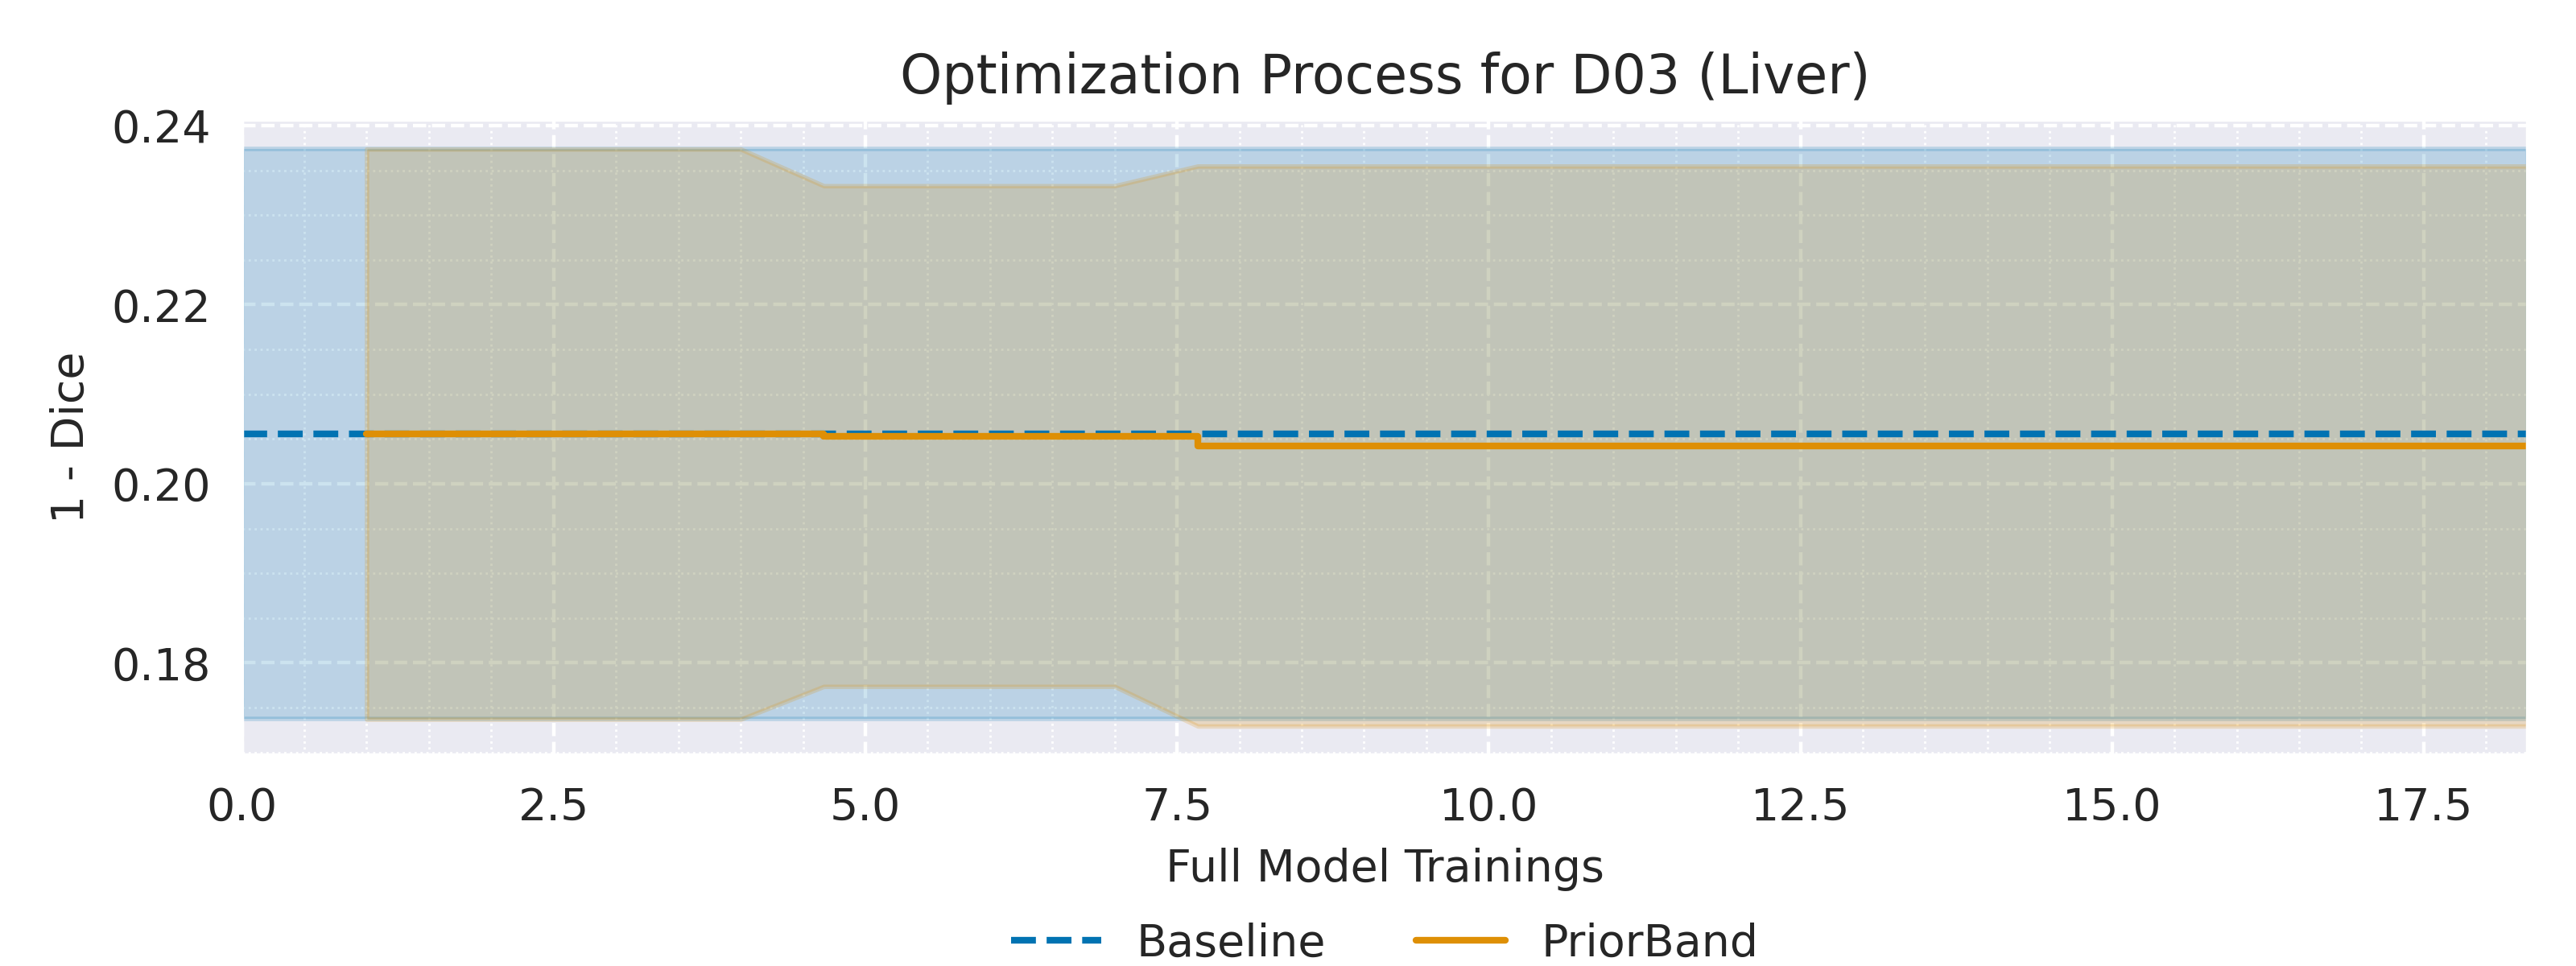 Optimization Process for D03 (Liver)
0.24
0.22
0.20
0.18
1 - Dice
0.0 2.5 5.0 7.5 10.0 12.5 15.0 17.5
Full Model Trainings
Baseline PriorBand